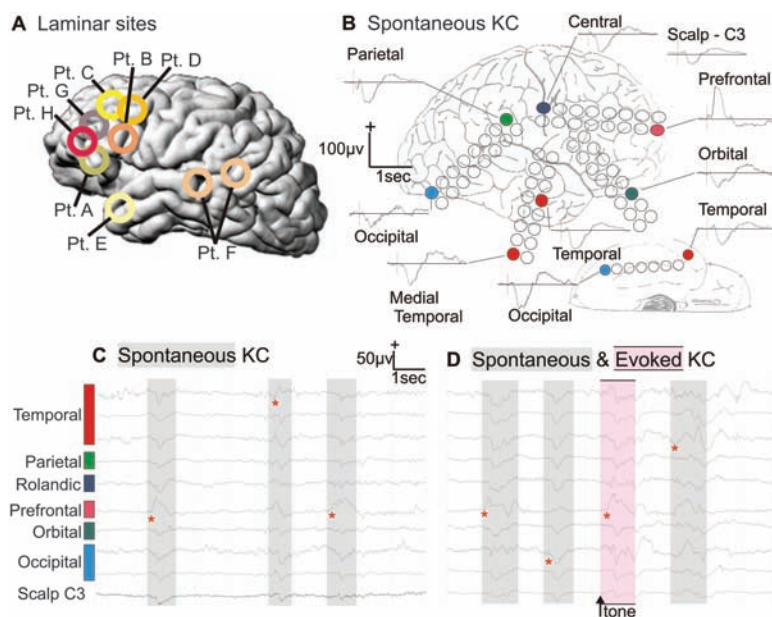 A Laminar sites
Pt. B
Pt. C
Pt. D
Pt. G
Pt. H
Pt. A
Pt. E
Pt. F
B Spontaneous KC
Central
Scalp - C3
Parietal
Prefrontal
+
100µv
1sec
Orbital
Occipital
Temporal
Temporal
Medial
Temporal
Occipital
C Spontaneous KC
+
50µv
1sec
D Spontaneous & Evoked KC
Temporal
Parietal
Rolandic
Prefrontal
Orbital
Occipital
Scalp C3
tone